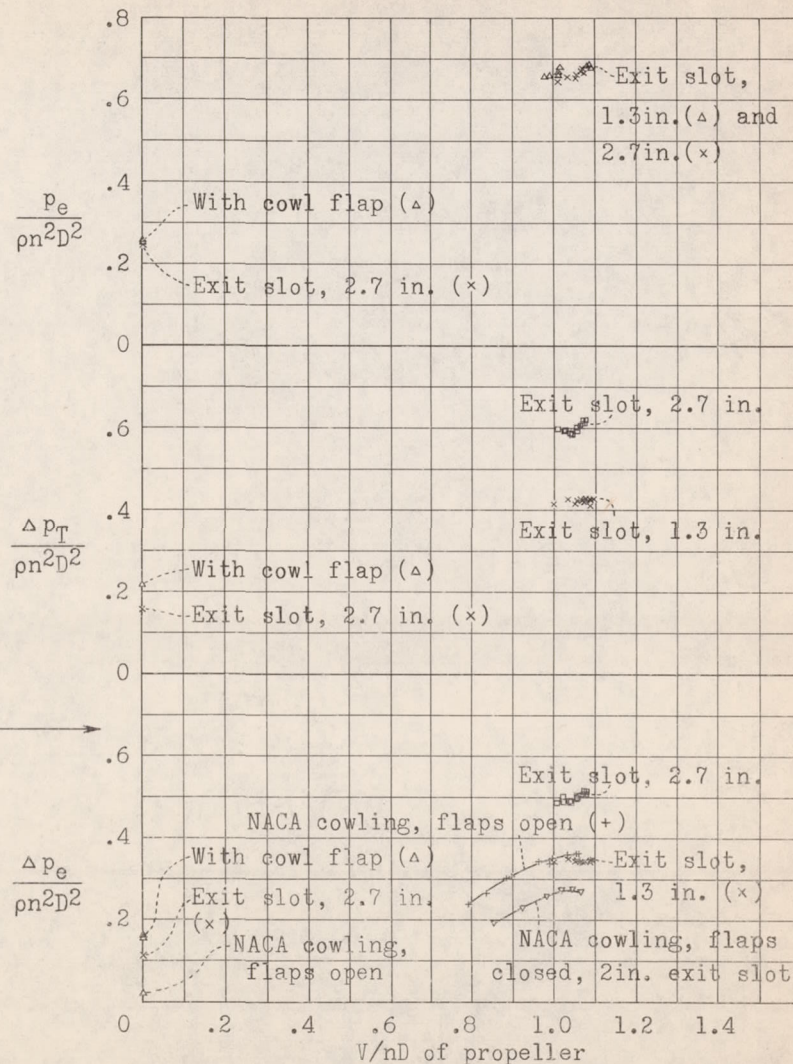 .8
Exit slot,
.6
1.3in.(△) and
2.7in.(×)
.4
With cowl flap (△)
p_e
ρn²D²
.2
Exit slot, 2.7 in. (×)
0
Exit slot, 2.7 in.
.6
.4
Exit slot, 1.3 in.
Δp_T
ρn²D²
With cowl flap (△)
.2
Exit slot, 2.7 in. (×)
0
.6
Exit slot, 2.7 in.
NACA cowling, flaps open (+)
.4
With cowl flap (△)
Exit slot,
Δp_e
ρn²D²
Exit slot, 2.7 in.
1.3 in. (×)
.2
(×)
NACA cowling,
flaps open
NACA cowling, flaps
closed, 2in. exit slot
0 .2 .4 .6 .8 1.0 1.2 1.4
V/nD of propeller